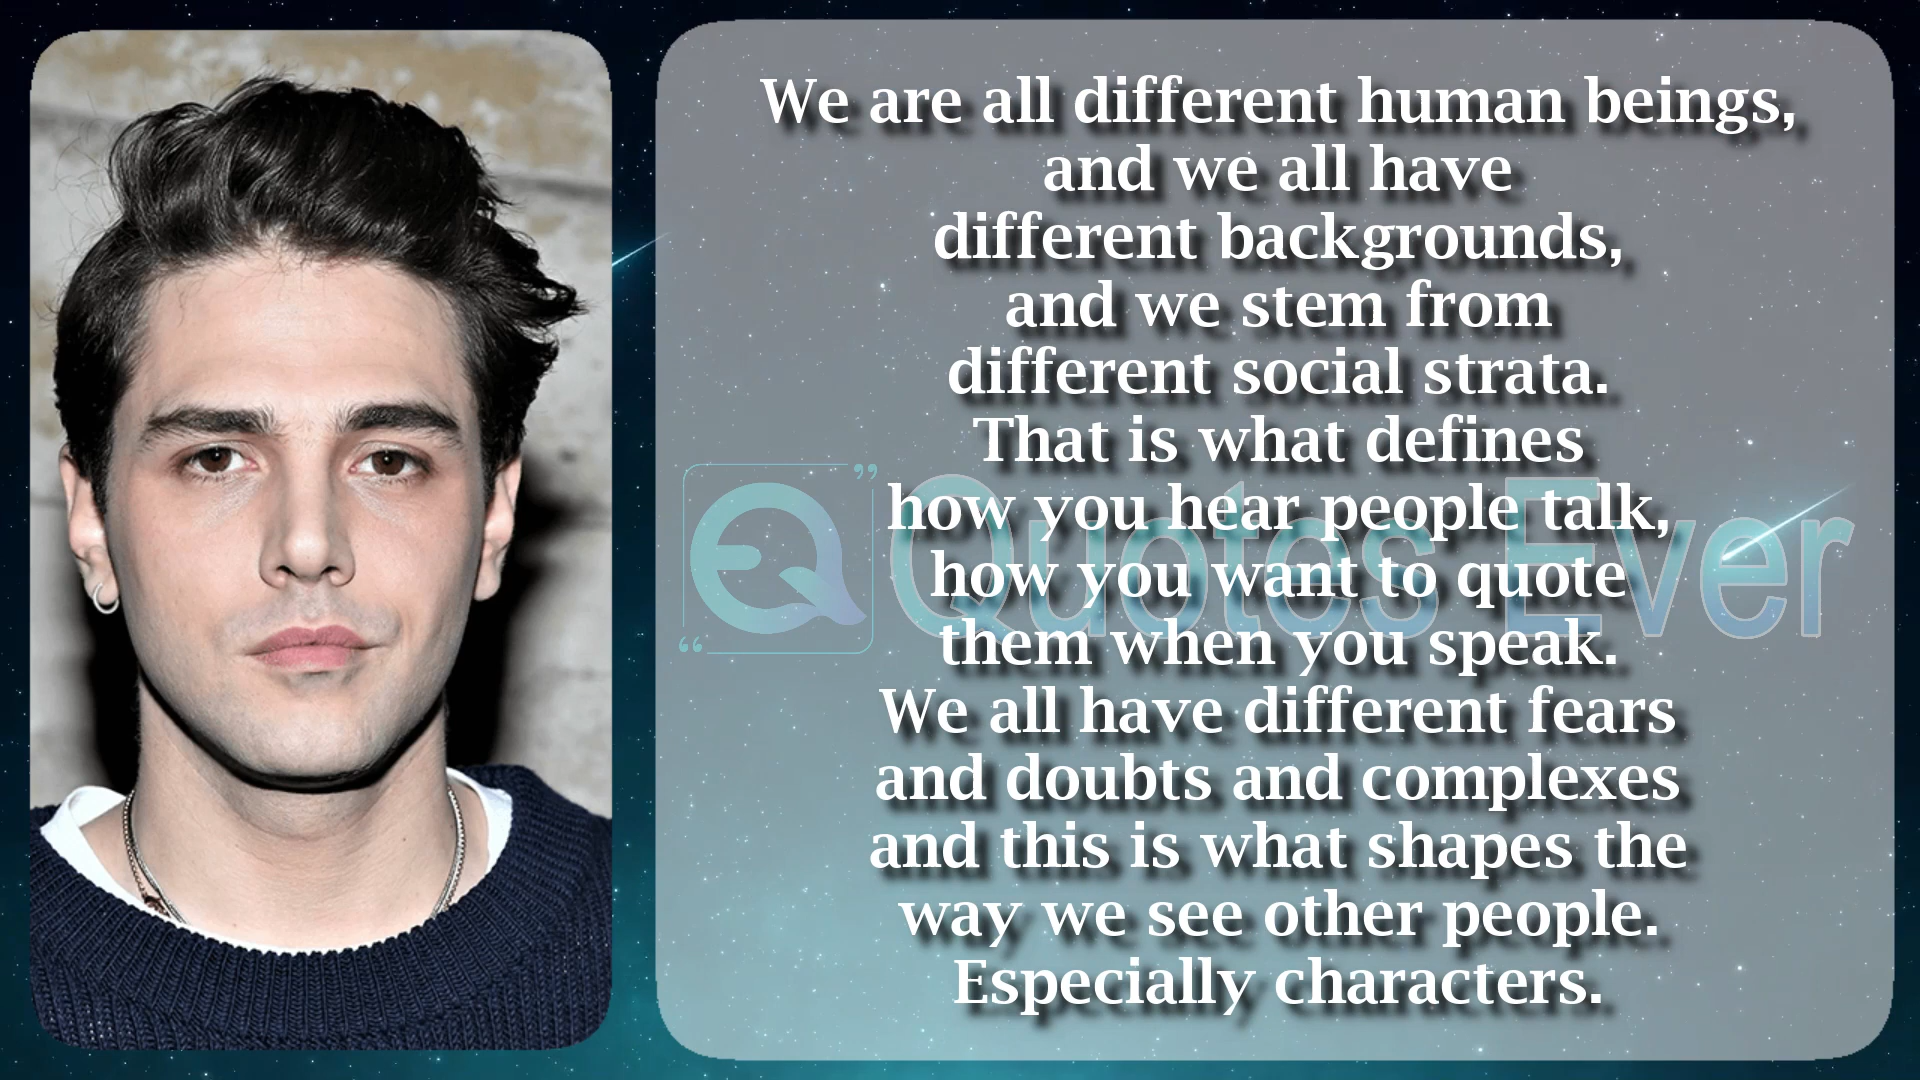 We are all different human beings,
and we all have
different backgrounds,
and we stem from
different social strata.
That is what defines
how you hear people talk,
how you want to quote
them when you speak.
We all have different fears
and doubts and complexes
and this is what shapes the
way we see other people.
Especially characters.
EQ Quotes Ever